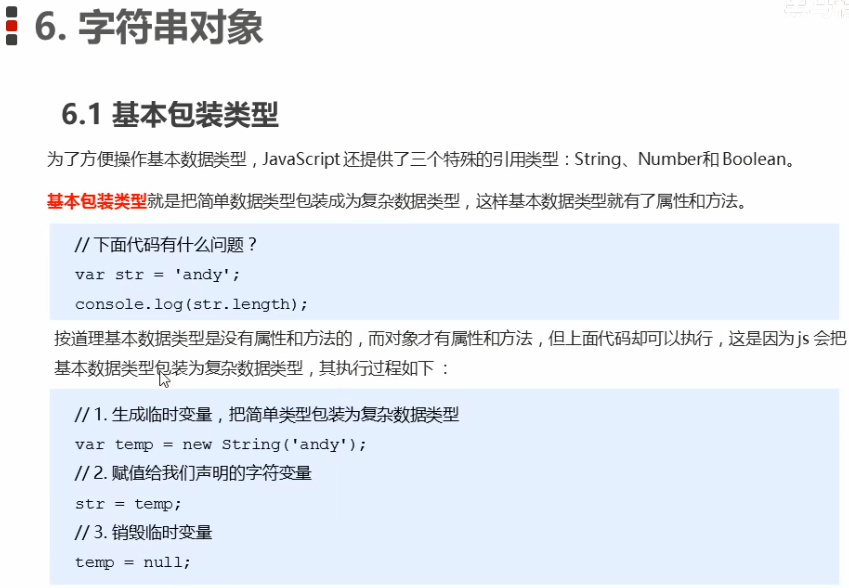 6. 字符串对象
6.1 基本包装类型
为了方便操作基本数据类型，JavaScript 还提供了三个特殊的引用类型：String、Number和 Boolean。
基本包装类型就是把简单数据类型包装成为复杂数据类型，这样基本数据类型就有了属性和方法。
// 下面代码有什么问题？
var str = 'andy';
console.log(str.length);
按道理基本数据类型是没有属性和方法的，而对象才有属性和方法，但上面代码却可以执行，这是因为 js 会把
基本数据类型包装为复杂数据类型，其执行过程如下 ：
// 1. 生成临时变量，把简单类型包装为复杂数据类型
var temp = new String('andy');
// 2. 赋值给我们声明的字符变量
str = temp;
// 3. 销毁临时变量
temp = null;